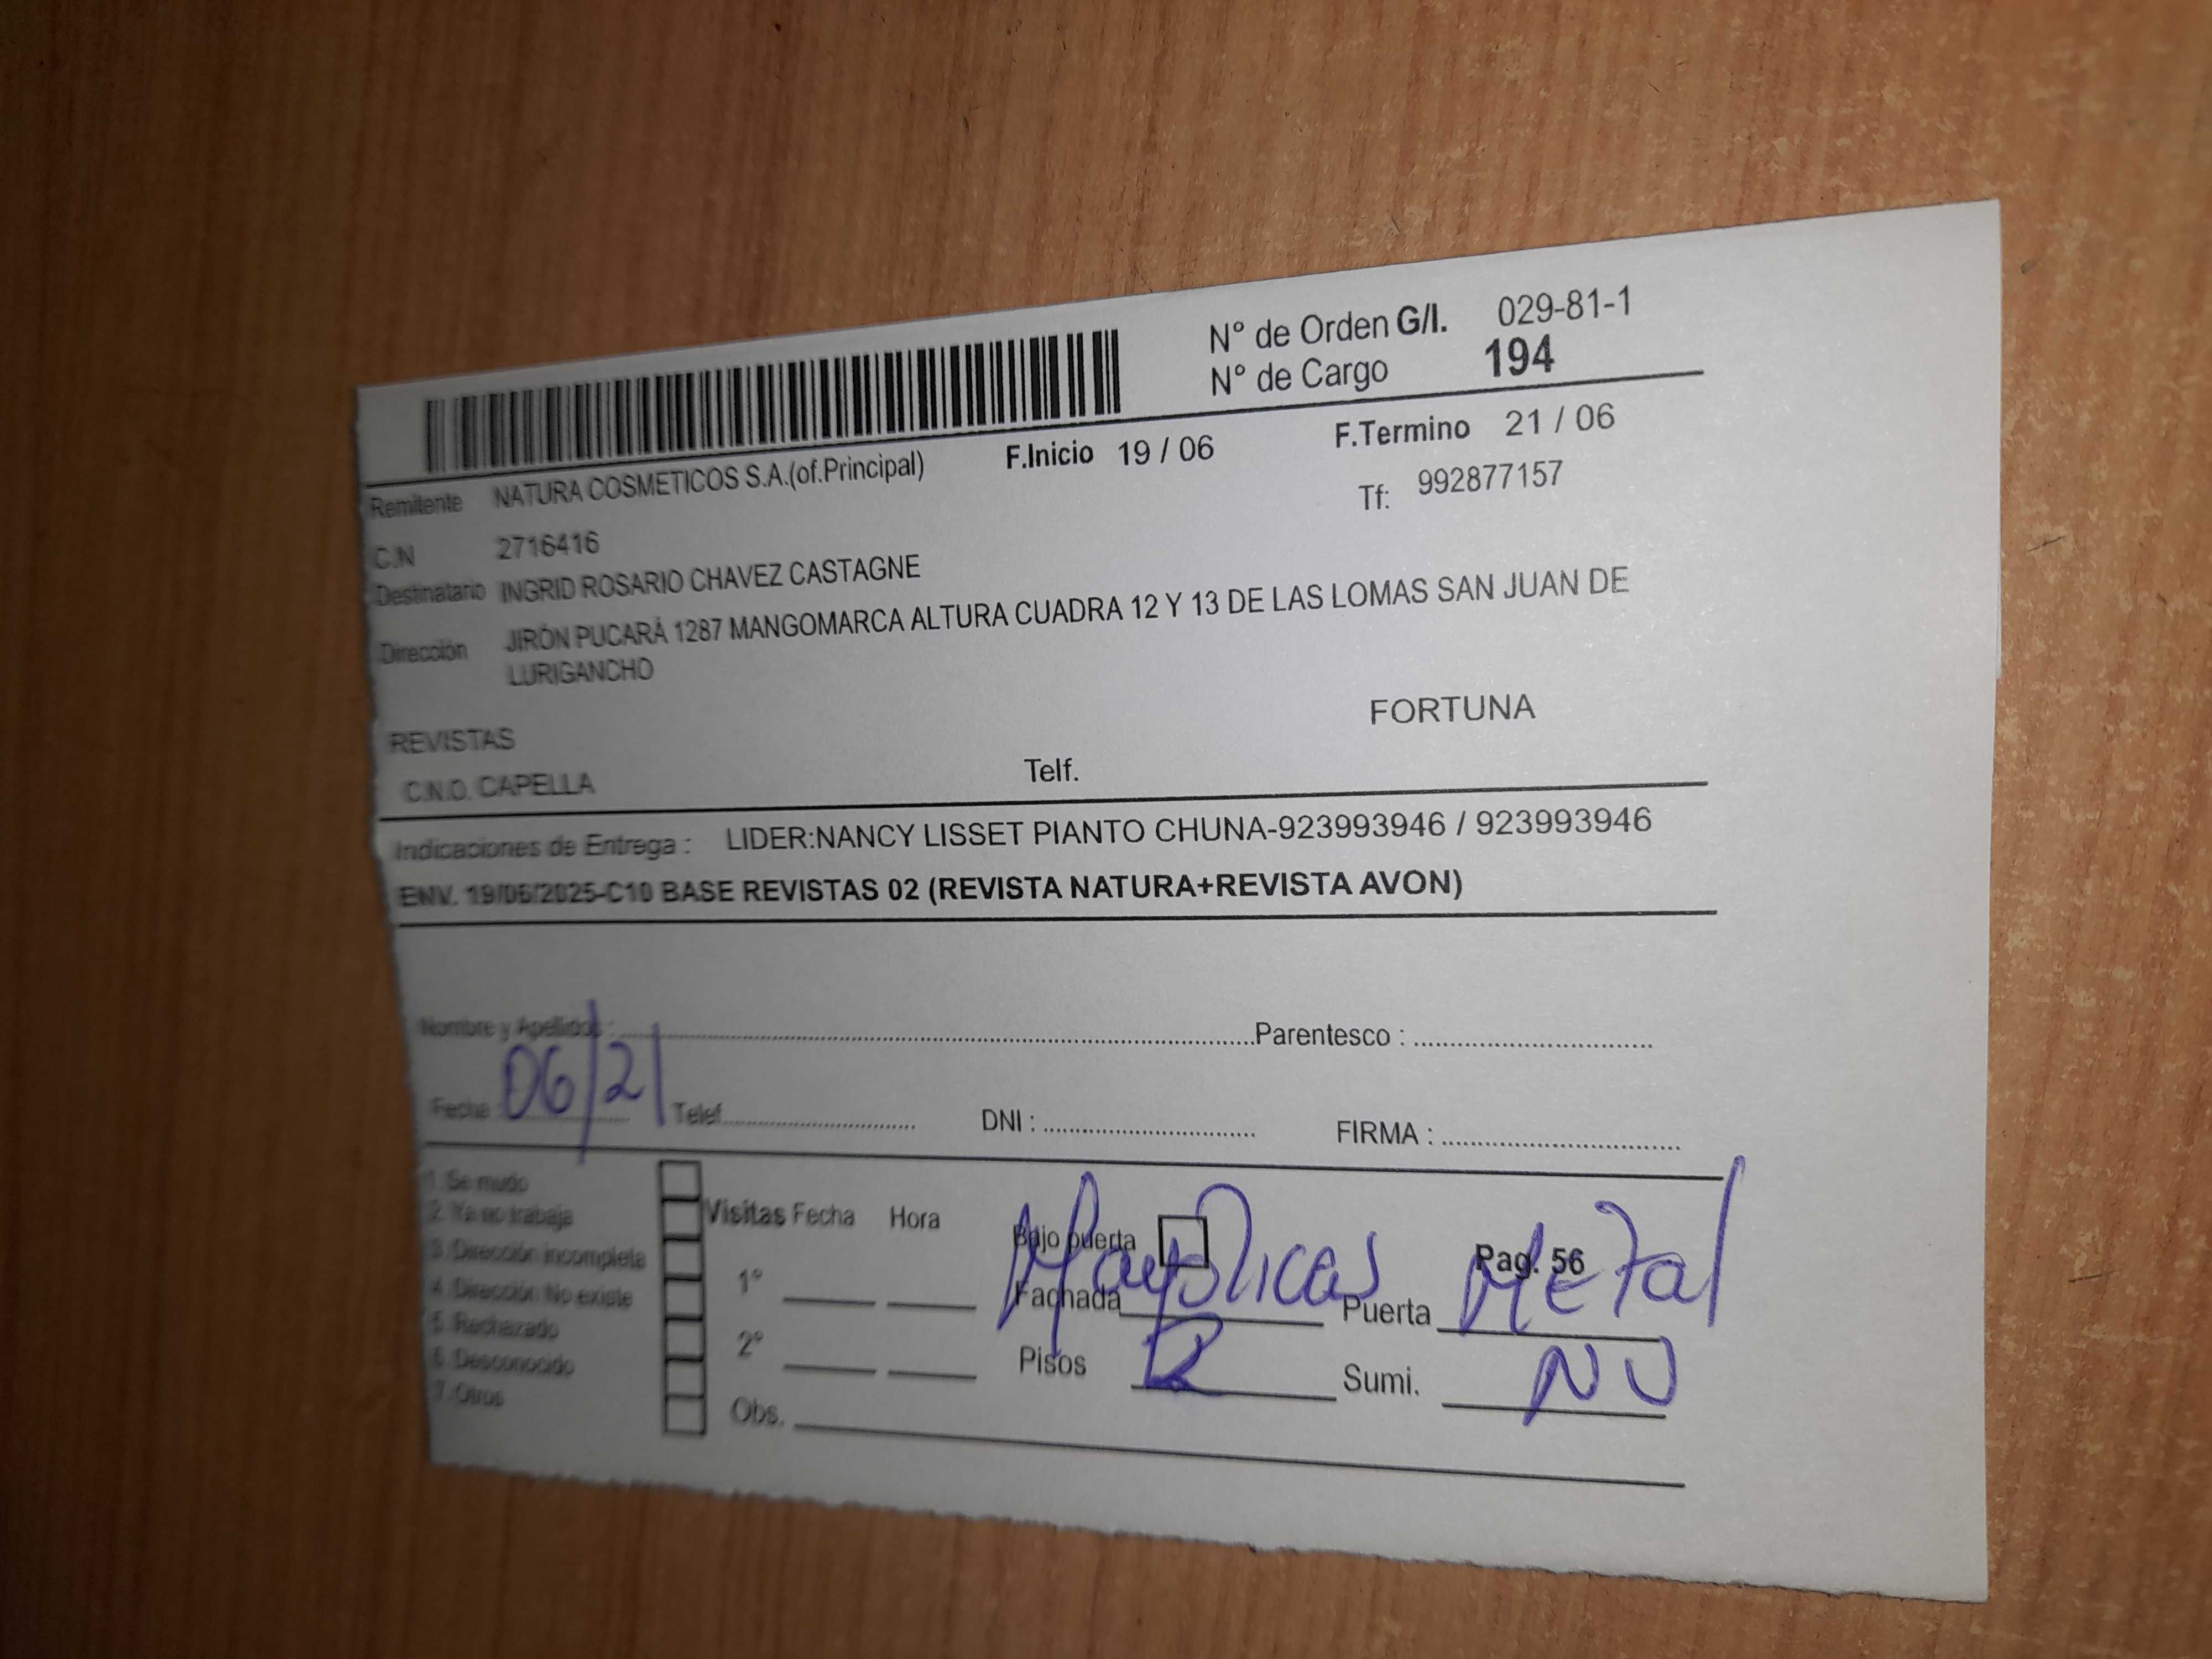 N° de Orden G/I. 029-81-1
N° de Cargo 194
F.Inicio 19 / 06 F.Termino 21 / 06
Remitente NATURA COSMETICOS S.A.(of.Principal)
Tf: 992877157
C.N 2716416
Destinatario INGRID ROSARIO CHAVEZ CASTAGNE
Dirección JIRÓN PUCARÁ 1287 MANGOMARCA ALTURA CUADRA 12 Y 13 DE LAS LOMAS SAN JUAN DE
LURIGANCHO
FORTUNA
REVISTAS
C.N.O. CAPELLA Telf.
Indicaciones de Entrega : LIDER:NANCY LISSET PIANTO CHUNA-923993946 / 923993946
ENV. 19/06/2025-C10 BASE REVISTAS 02 (REVISTA NATURA+REVISTA AVON)
Nombre y Apellidos : Parentesco :
Fecha : 06/21 Telef. DNI : FIRMA :
1. Se mudo
2. Ya no trabaja
3. Dirección incompleta
4. Dirección No existe
5. Rechazado
6. Desconocido
7. Otros
Visitas Fecha Hora
1°
2°
Obs.
Bajo puerta Pag. 56
Fachada Mayolicas Puerta Metal
Pisos 2 Sumi. NO